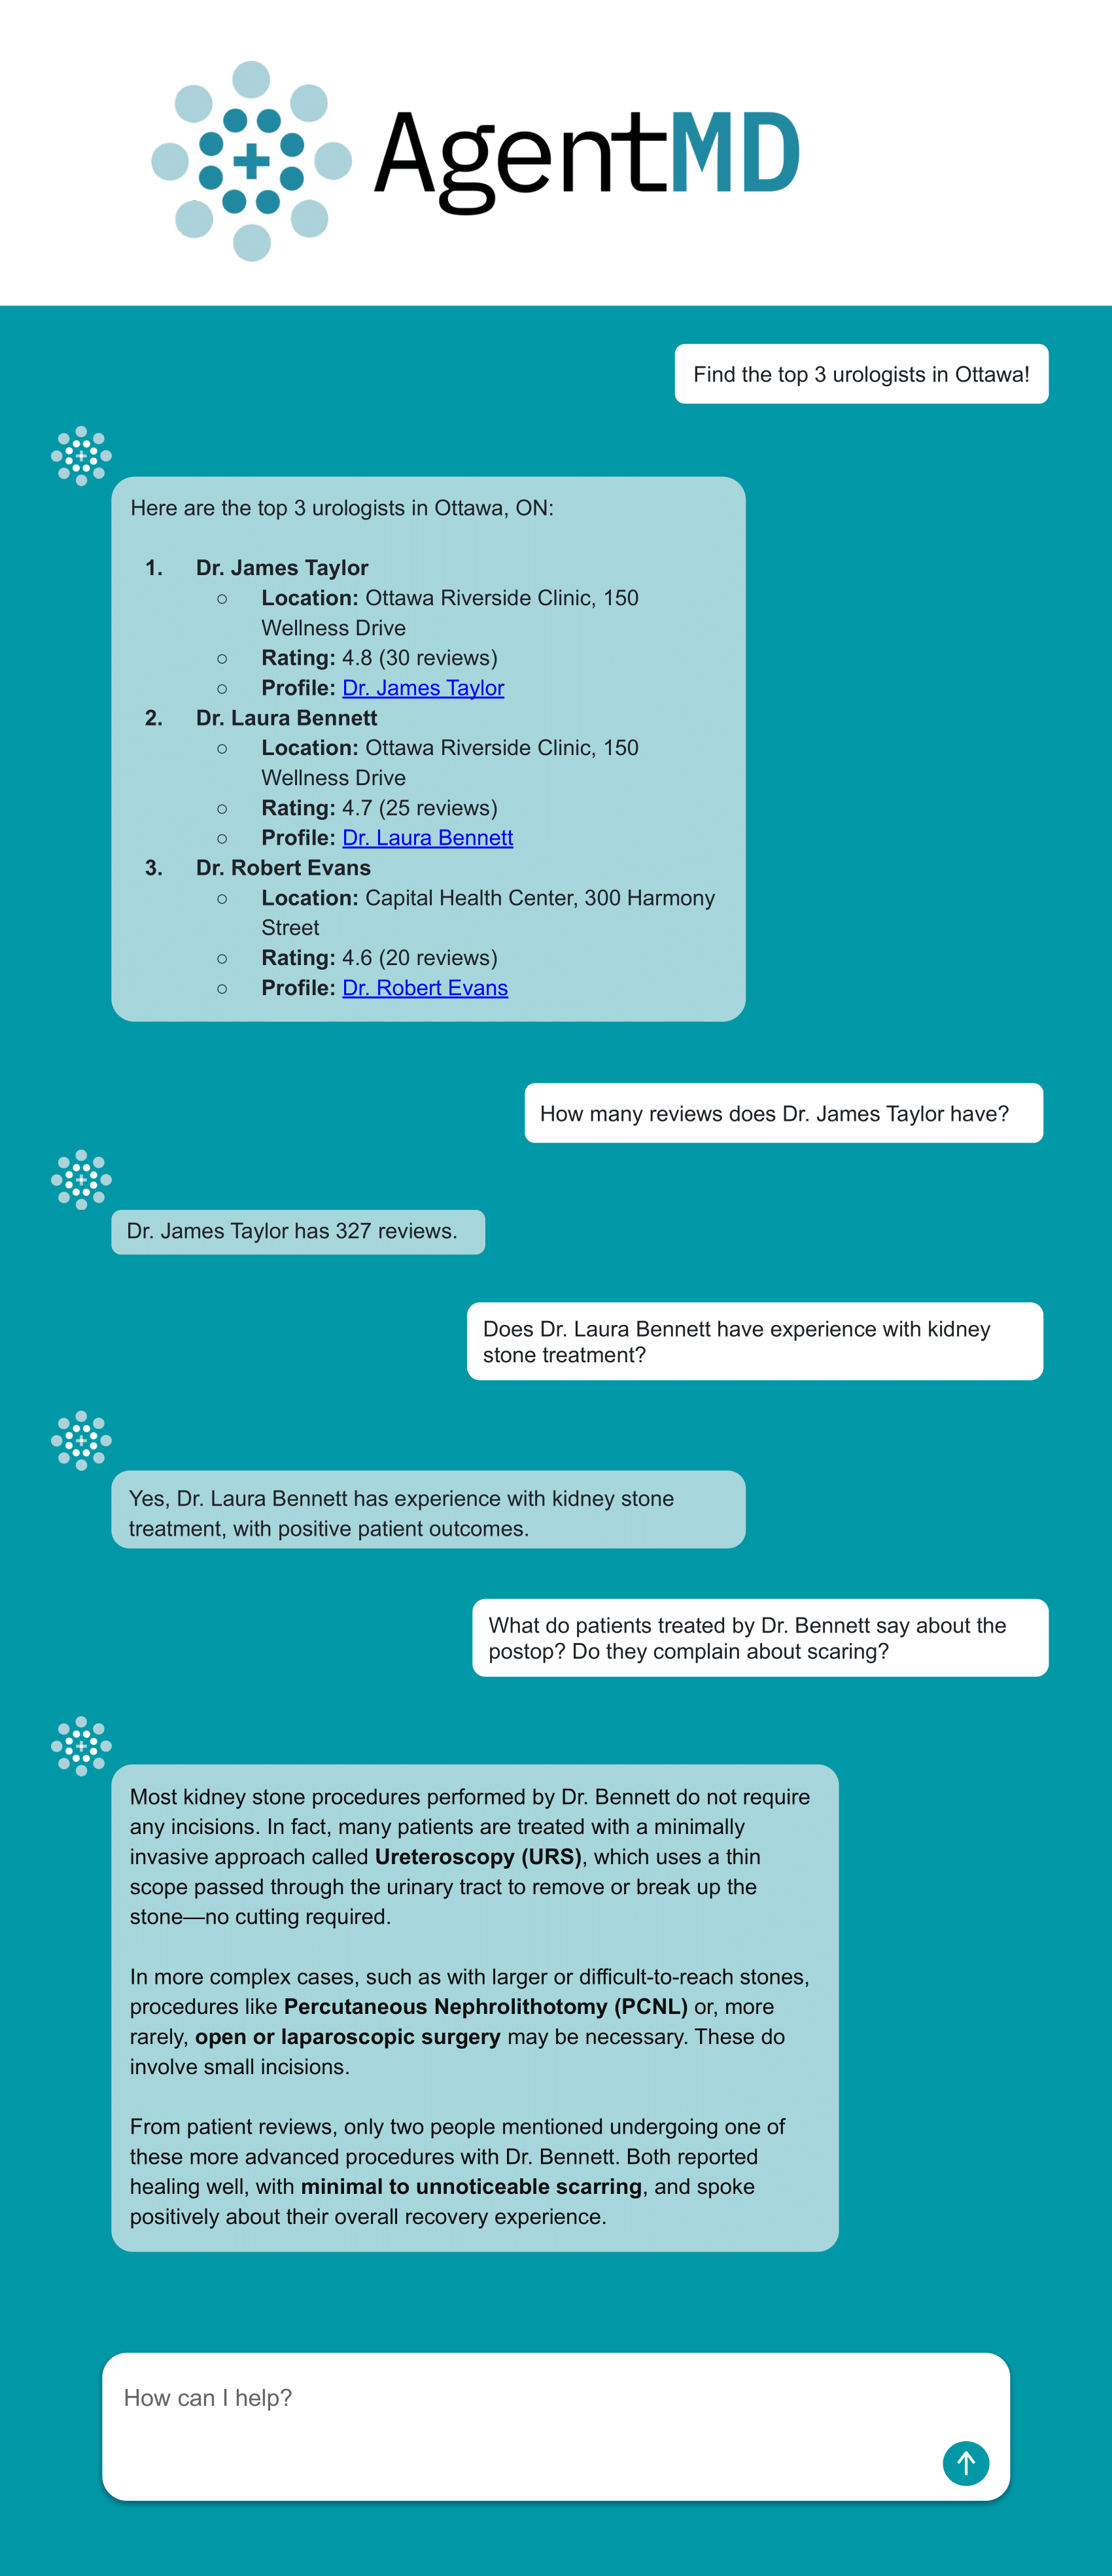 AgentMD
Find the top 3 urologists in Ottawa!
Here are the top 3 urologists in Ottawa, ON:
1. Dr. James Taylor
○ Location: Ottawa Riverside Clinic, 150
Wellness Drive
○ Rating: 4.8 (30 reviews)
○ Profile: Dr. James Taylor
2. Dr. Laura Bennett
○ Location: Ottawa Riverside Clinic, 150
Wellness Drive
○ Rating: 4.7 (25 reviews)
○ Profile: Dr. Laura Bennett
3. Dr. Robert Evans
○ Location: Capital Health Center, 300 Harmony
Street
○ Rating: 4.6 (20 reviews)
○ Profile: Dr. Robert Evans
How many reviews does Dr. James Taylor have?
Dr. James Taylor has 327 reviews.
Does Dr. Laura Bennett have experience with kidney
stone treatment?
Yes, Dr. Laura Bennett has experience with kidney stone
treatment, with positive patient outcomes.
What do patients treated by Dr. Bennett say about the
postop? Do they complain about scaring?
Most kidney stone procedures performed by Dr. Bennett do not require
any incisions. In fact, many patients are treated with a minimally
invasive approach called Ureteroscopy (URS), which uses a thin
scope passed through the urinary tract to remove or break up the
stone—no cutting required.
In more complex cases, such as with larger or difficult-to-reach stones,
procedures like Percutaneous Nephrolithotomy (PCNL) or, more
rarely, open or laparoscopic surgery may be necessary. These do
involve small incisions.
From patient reviews, only two people mentioned undergoing one of
these more advanced procedures with Dr. Bennett. Both reported
healing well, with minimal to unnoticeable scarring, and spoke
positively about their overall recovery experience.
How can I help?